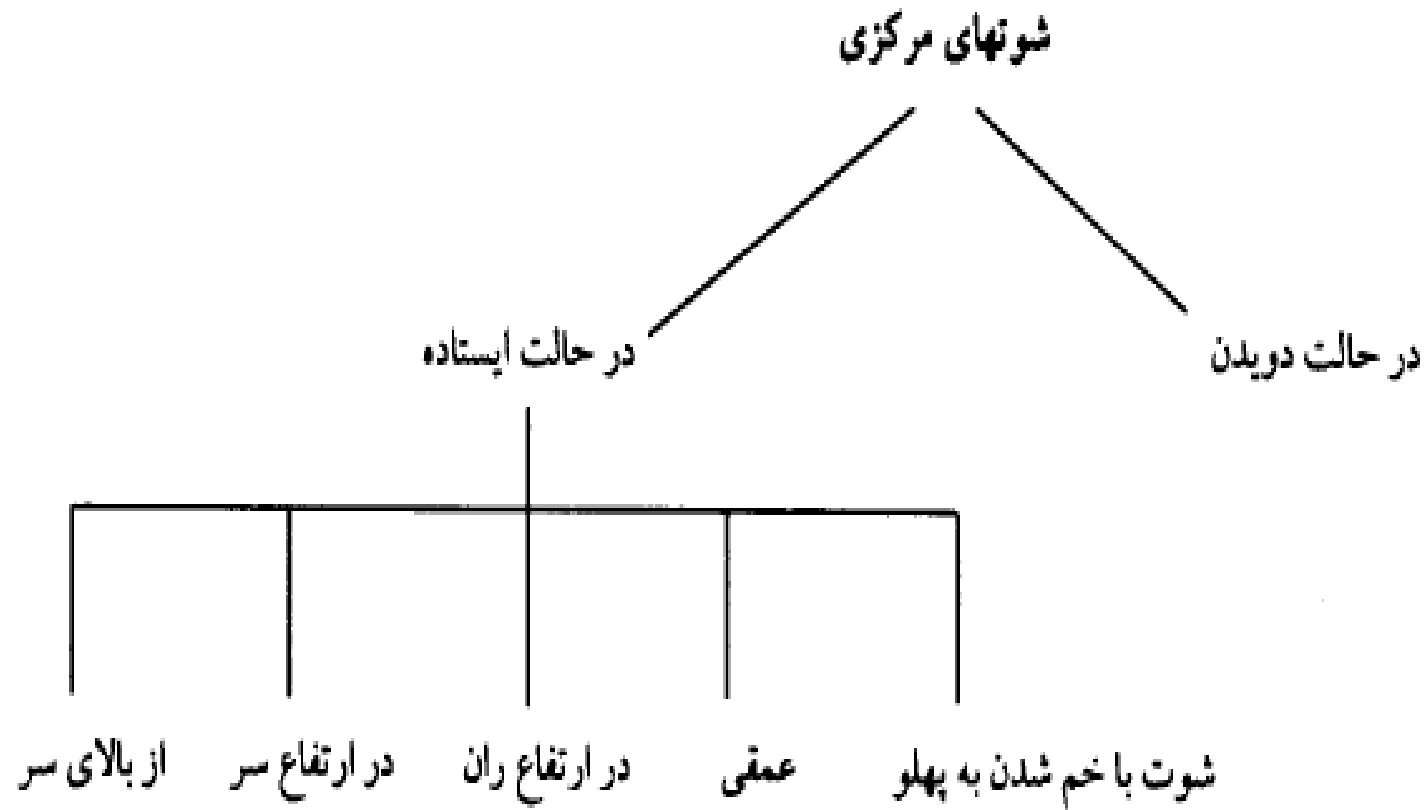 شوتهای مرکزی
در حالت دویدن
در حالت ایستاده
شوت با خم شدن به پهلو
عمقی
در ارتفاع ران
در ارتفاع سر
از بالای سر